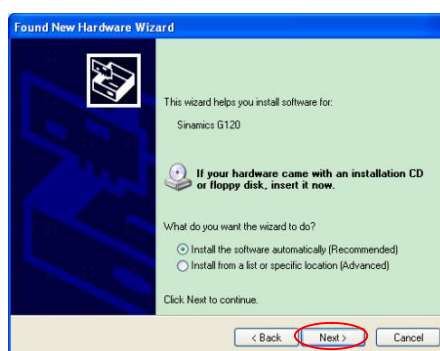 Found New Hardware Wizard
This wizard helps you install software for:
Sinamics G120
If your hardware came with an installation CD
or floppy disk, insert it now.
What do you want the wizard to do?
Install the software automatically (Recommended)
Install from a list or specific location (Advanced)
Click Next to continue.
< Back Next > Cancel